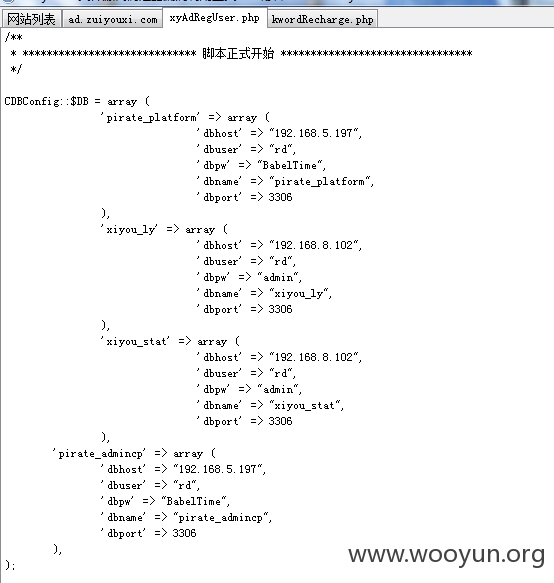 网站列表 ad.zuiyouxi.com xyAdRegUser.php kwordRecharge.php
/**
* ***************************** 脚本正式开始 ********************************
*/
CDBConfig::$DB = array (
'pirate_platform' => array (
'dbhost' => "192.168.5.197",
'dbuser' => "rd",
'dbpw' => "BabelTime",
'dbname' => "pirate_platform",
'dbport' => 3306
),
'xiyou_ly' => array (
'dbhost' => "192.168.8.102",
'dbuser' => "rd",
'dbpw' => "admin",
'dbname' => "xiyou_ly",
'dbport' => 3306
),
'xiyou_stat' => array (
'dbhost' => "192.168.8.102",
'dbuser' => "rd",
'dbpw' => "admin",
'dbname' => "xiyou_stat",
'dbport' => 3306
),
'pirate_admincp' => array (
'dbhost' => "192.168.5.197",
'dbuser' => "rd",
'dbpw' => "BabelTime",
'dbname' => "pirate_admincp",
'dbport' => 3306
),
);
www.wooyun.org